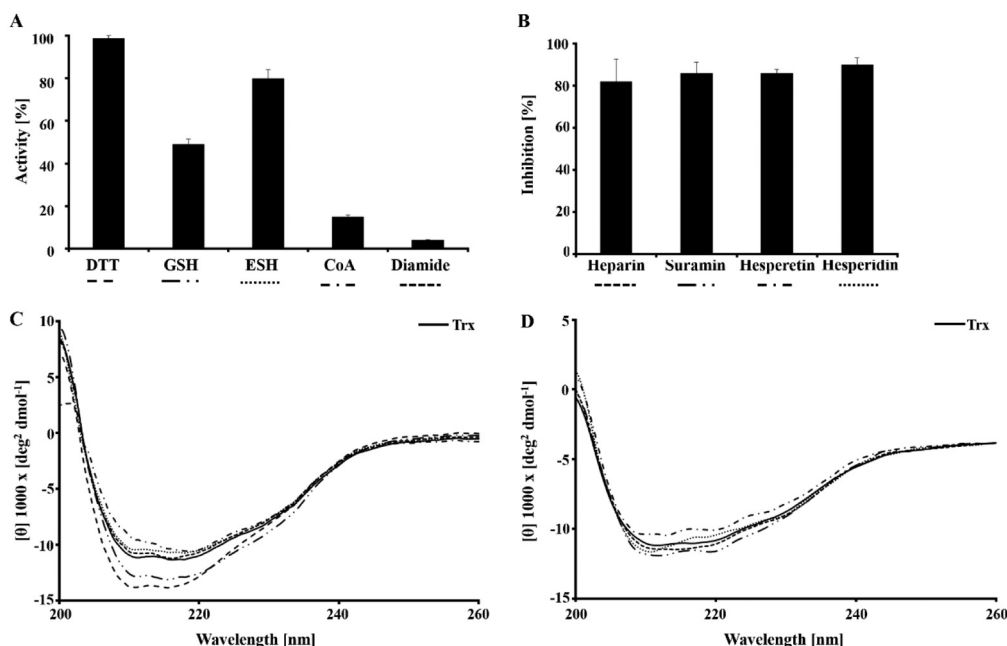 A
100
80
60
40
20
0
Activity [%]
DTT GSH ESH CoA Diamide
B
100
80
60
40
20
0
Inhibition [%]
Heparin Suramin Hesperetin Hesperidin
C
Trx
10
5
0
-5
-10
-15
[θ] 1000 x [deg² dmol⁻¹]
200 220 240 260
Wavelength [nm]
D
Trx
5
0
-5
-10
-15
[θ] 1000 x [deg² dmol⁻¹]
200 220 240 260
Wavelength [nm]